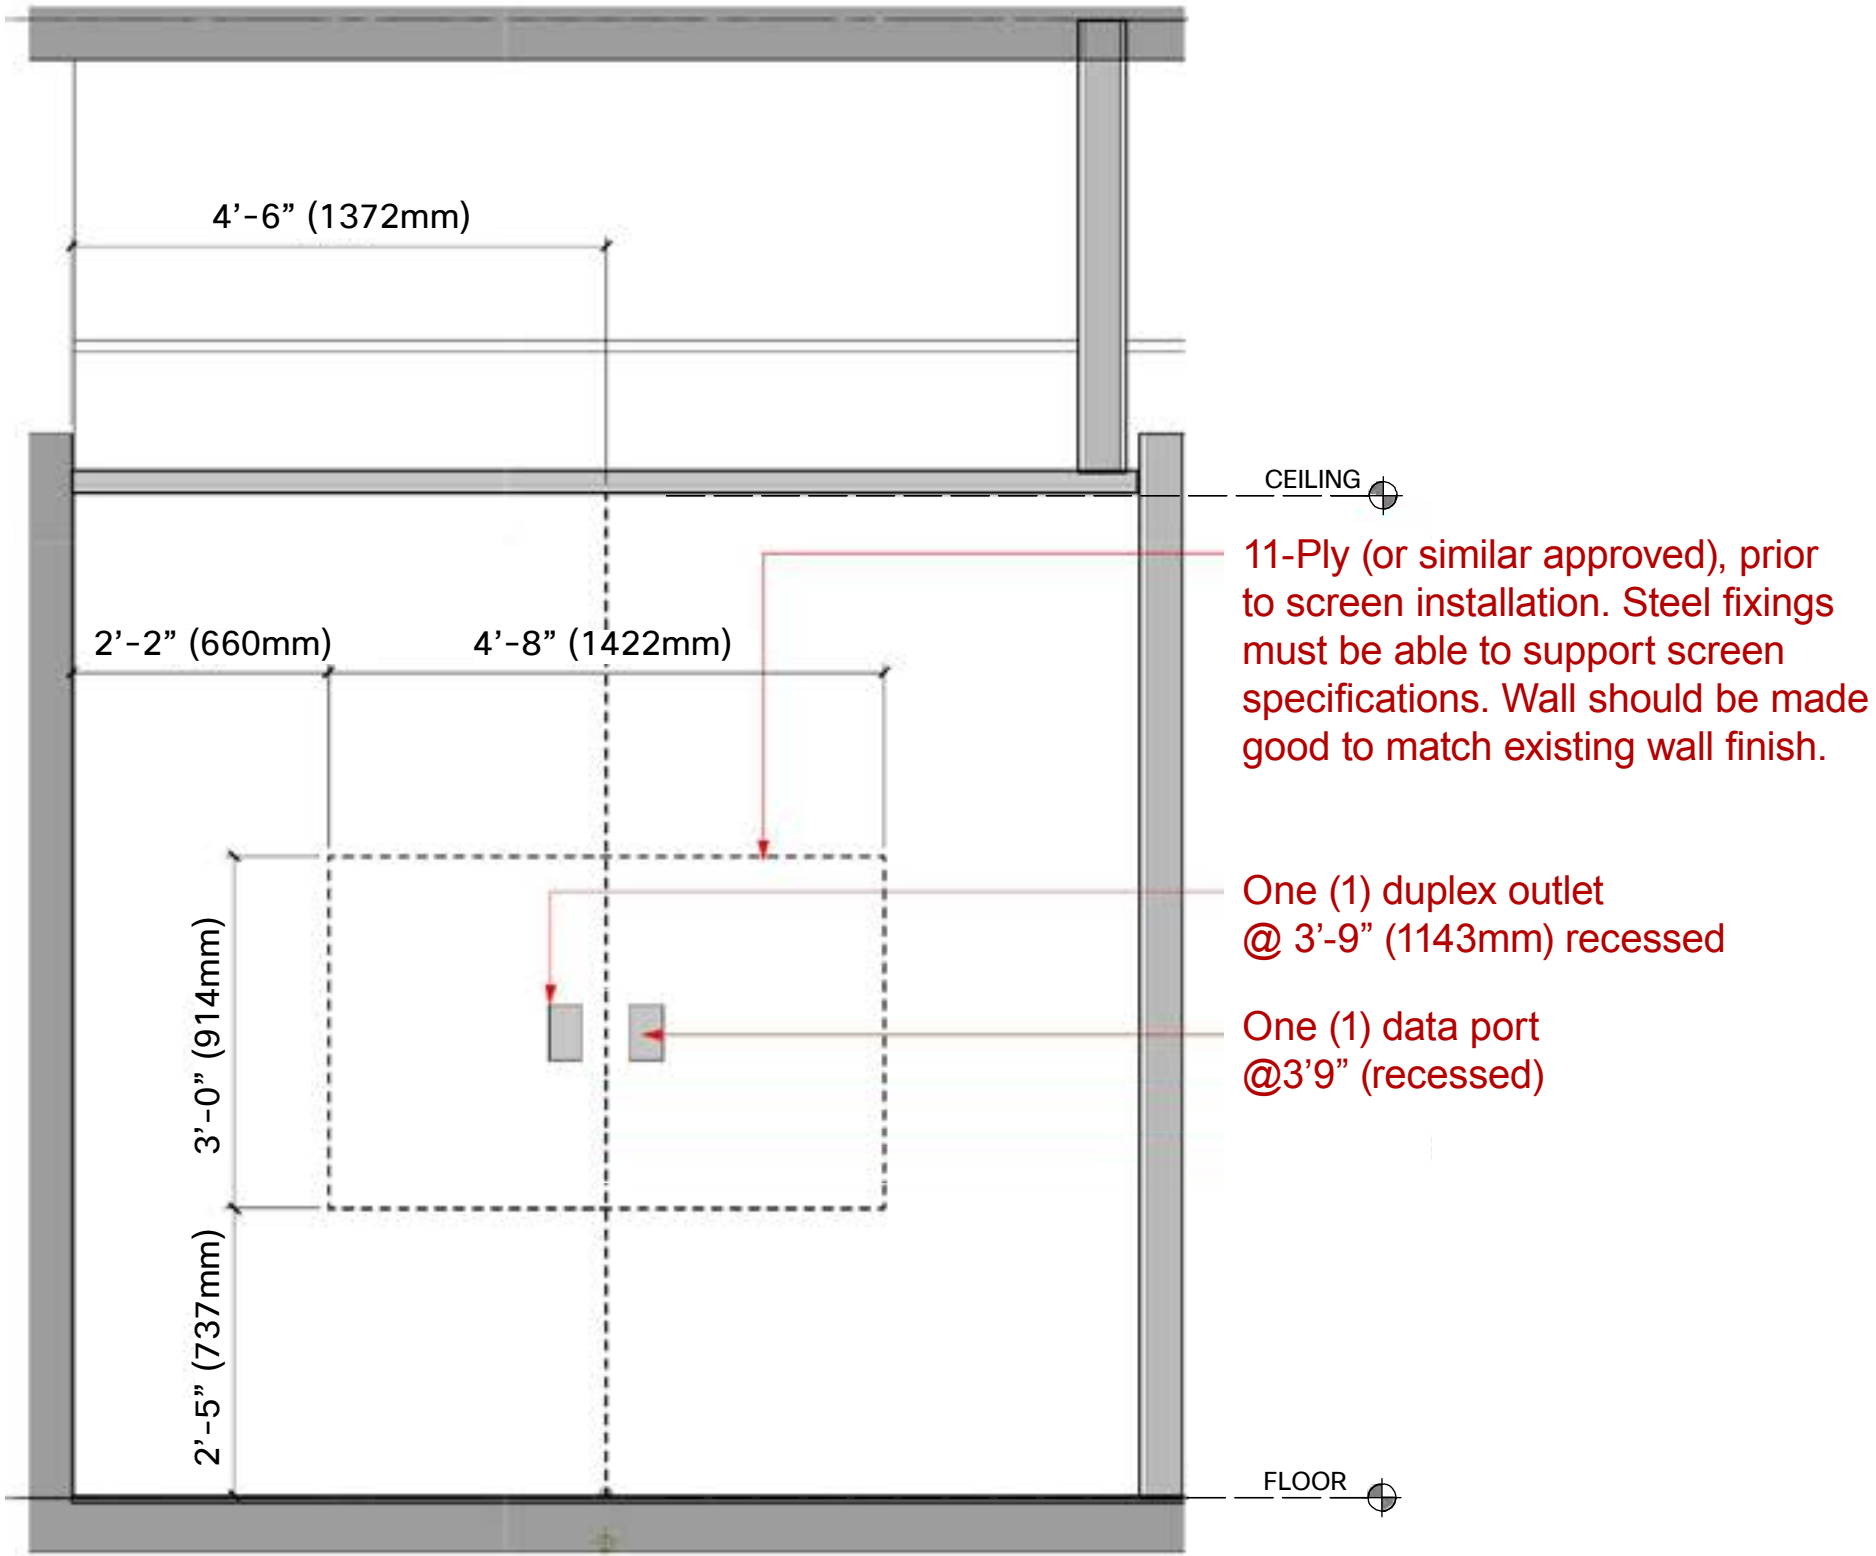 4’-6” (1372mm)
CEILING
11-Ply (or similar approved), prior
to screen installation. Steel fixings
must be able to support screen
specifications. Wall should be made
good to match existing wall finish.
2’-2” (660mm)
4’-8” (1422mm)
One (1) duplex outlet
@ 3’-9” (1143mm) recessed
3’-0” (914mm)
One (1) data port
@3’9” (recessed)
2’-5” (737mm)
FLOOR